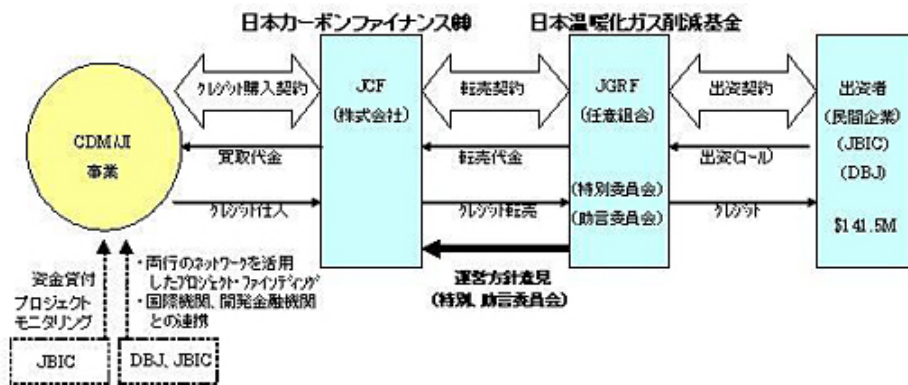 日本カーボンファイナンス㈱
日本温暖化ガス削減基金
CDM/JI
事業
クレジット購入契約
買取代金
クレジット仕入
JCF
(株式会社)
転売契約
転売代金
クレジット転売
運営方針意見
(特別、助言委員会)
JGRF
(任意組合)
(特別委員会)
(助言委員会)
出資契約
出資(コール)
クレジット
出資者
(民間企業)
(JBIC)
(DBJ)
$141.5M
資金貸付
プロジェクト
モニタリング
JBIC
・両行のネットワークを活用
したプロジェクト・ファインディング
・国際機関、開発金融機関
との連携
DBJ, JBIC